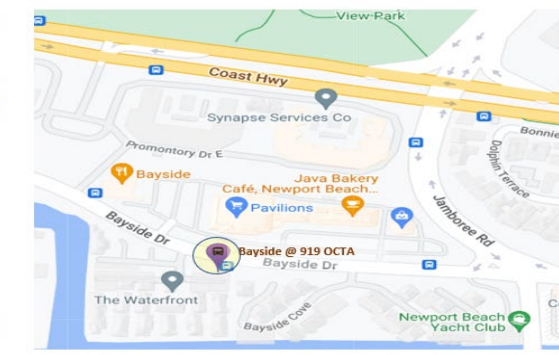 View Park
Coast Hwy
Synapse Services Co
Bonnie
Promontory Dr E
Dolphin Terrace
Bayside
Java Bakery
Café, Newport Beach...
Pavilions
Jamboree Rd
Bayside Dr
Bayside @ 919 OCTA
Bayside Dr
The Waterfront
Bayside Cove
Newport Beach
Yacht Club